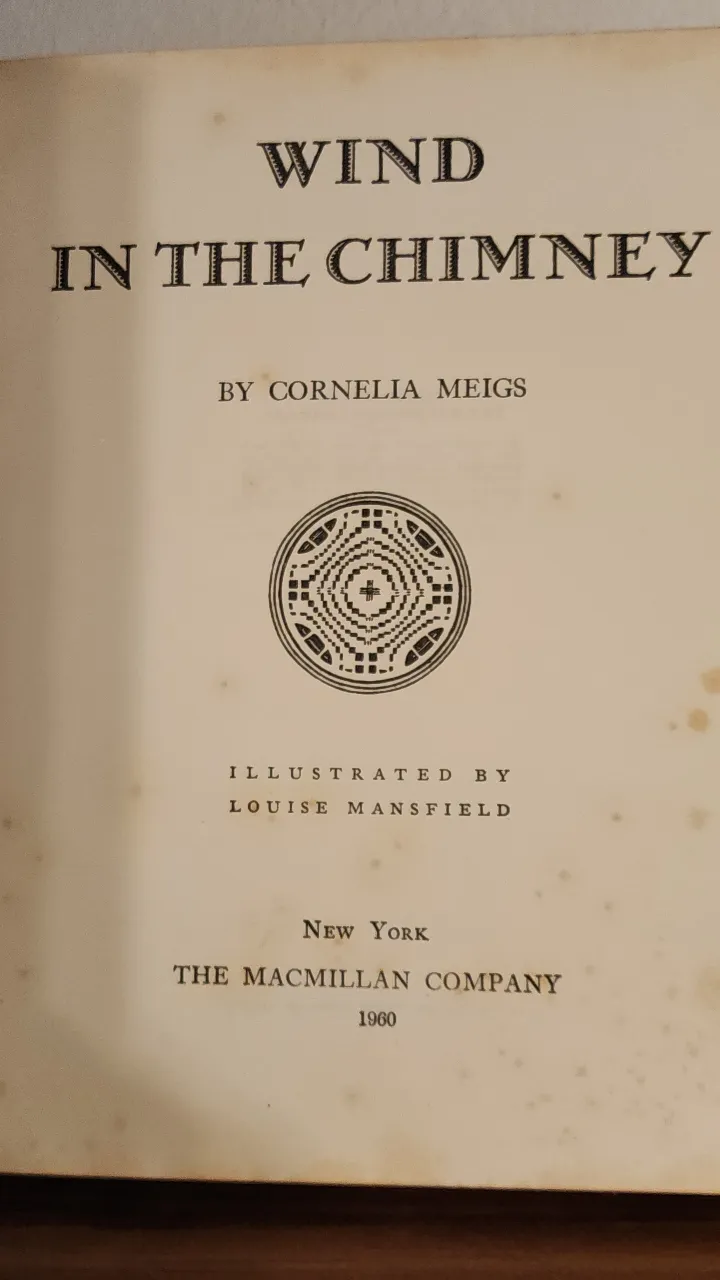 WIND
IN THE CHIMNEY
BY CORNELIA MEIGS
ILLUSTRATED BY
LOUISE MANSFIELD
NEW YORK
THE MACMILLAN COMPANY
1960